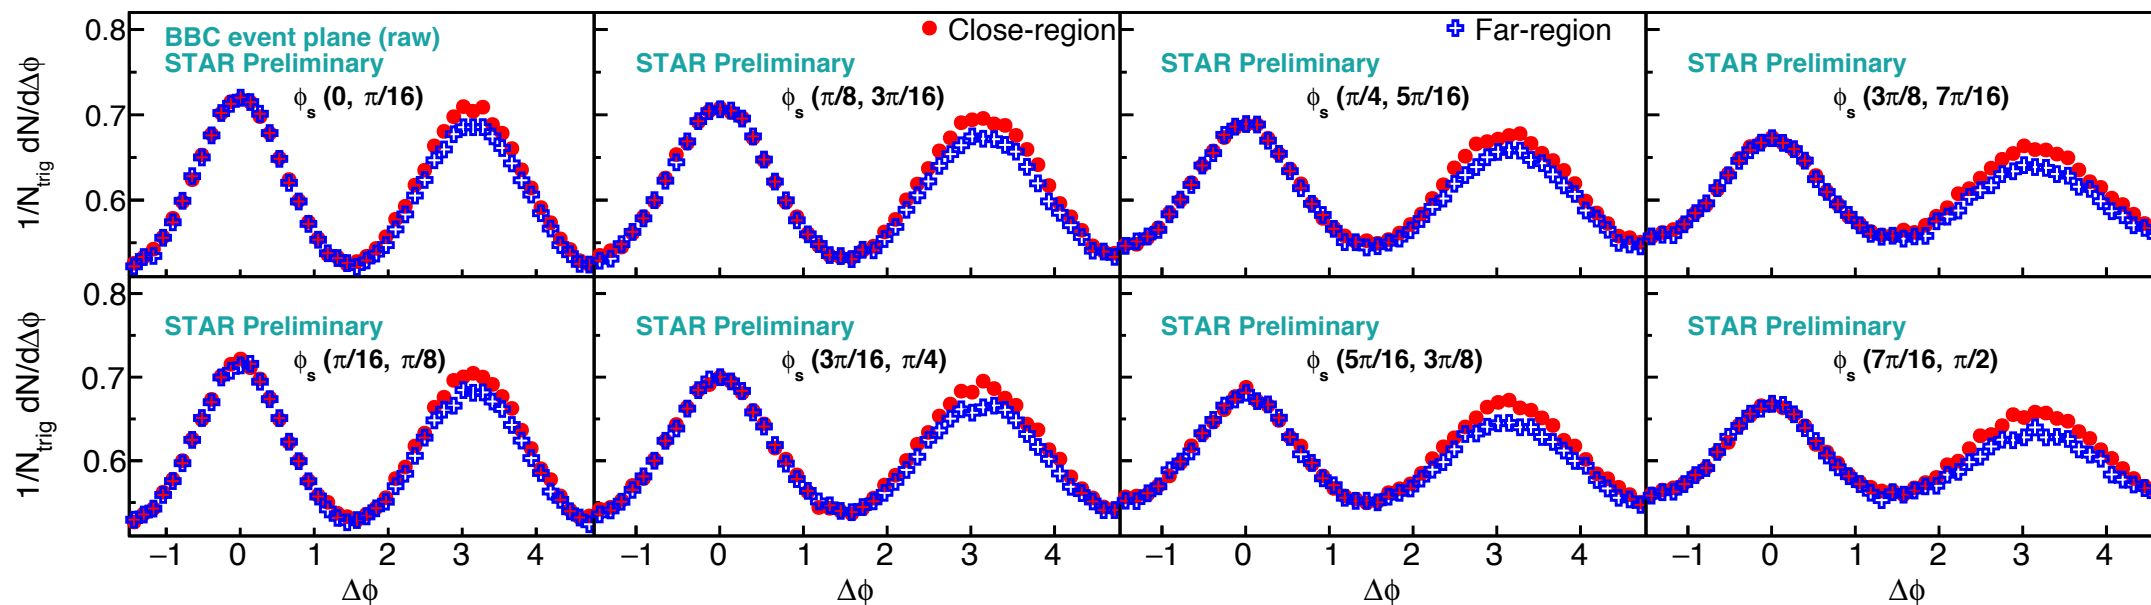 BBC event plane (raw)
STAR Preliminary
ϕs (0, π/16)
STAR Preliminary
ϕs (π/8, 3π/16)
Close-region
STAR Preliminary
ϕs (π/4, 5π/16)
Far-region
STAR Preliminary
ϕs (3π/8, 7π/16)
1/Ntrig dN/dΔϕ
0.8
0.7
0.6
STAR Preliminary
ϕs (π/16, π/8)
STAR Preliminary
ϕs (3π/16, π/4)
STAR Preliminary
ϕs (5π/16, 3π/8)
STAR Preliminary
ϕs (7π/16, π/2)
1/Ntrig dN/dΔϕ
0.8
0.7
0.6
−1 0 1 2 3 4
−1 0 1 2 3 4
−1 0 1 2 3 4
−1 0 1 2 3 4
Δϕ
Δϕ
Δϕ
Δϕ